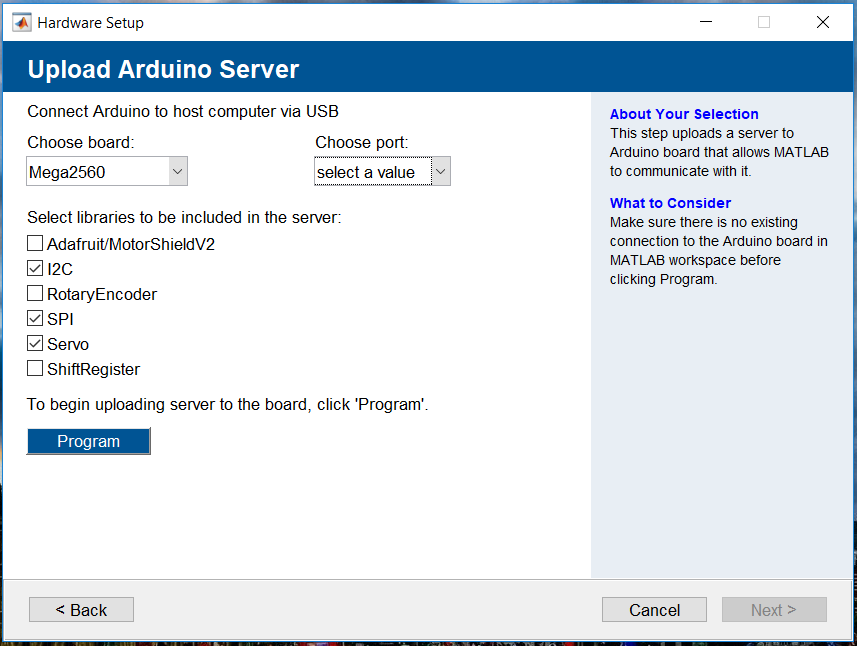 Hardware Setup
Upload Arduino Server
Connect Arduino to host computer via USB
Choose board:
Choose port:
Mega2560
select a value
Select libraries to be included in the server:
Adafruit/MotorShieldV2
I2C
RotaryEncoder
SPI
Servo
ShiftRegister
To begin uploading server to the board, click 'Program'.
Program
About Your Selection
This step uploads a server to
Arduino board that allows MATLAB
to communicate with it.
What to Consider
Make sure there is no existing
connection to the Arduino board in
MATLAB workspace before
clicking Program.
< Back
Cancel
Next >